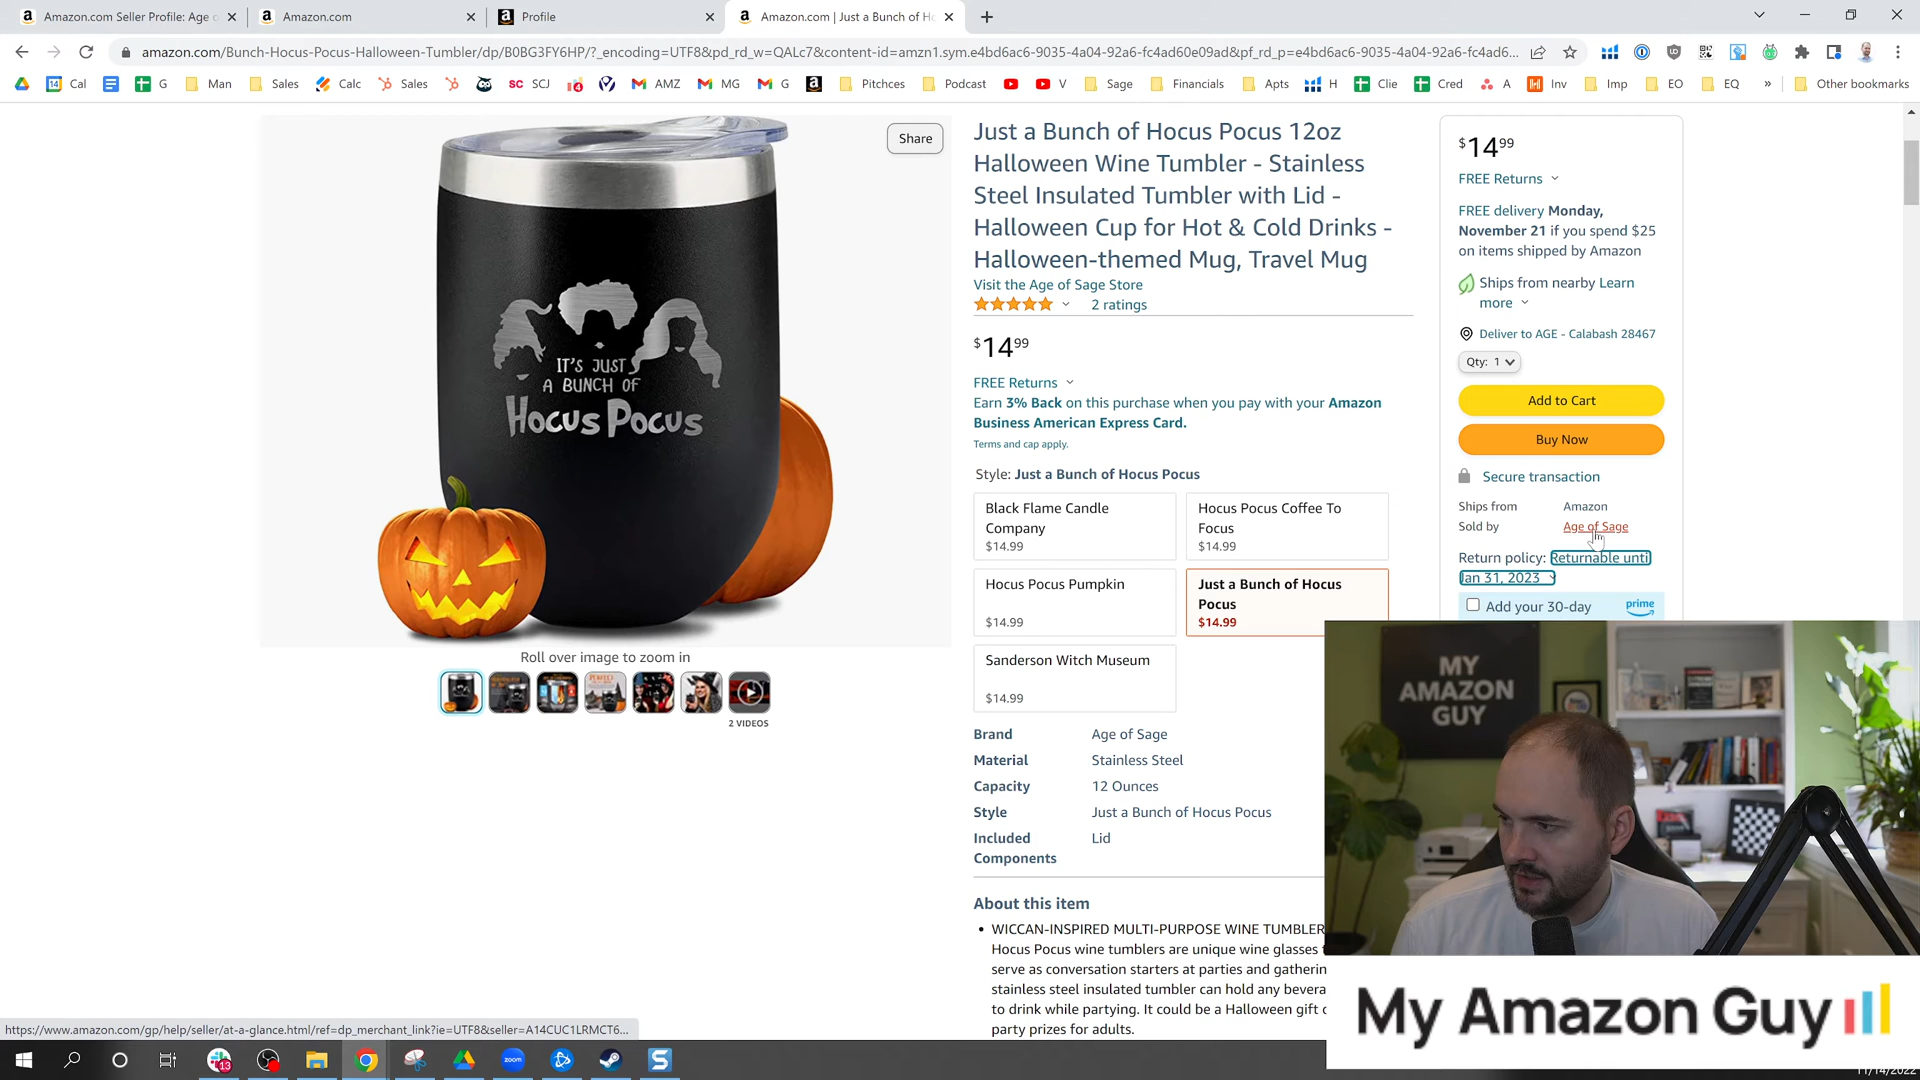 Amazon.com Seller Profile: Age o
Amazon.com
Profile
Amazon.com | Just a Bunch of Ho
amazon.com/Bunch-Hocus-Pocus-Halloween-Tumbler/dp/B0BG3FY6HP/?_encoding=UTF8&pd_rd_w=QALc7&content-id=amzn1.sym.e4bd6ac6-9035-4a04-92a6-fc4ad60e09ad&pf_rd_p=e4bd6ac6-9035-4a04-92a6-fc4ad6...
Cal G Man Sales Calc Sales SC SCJ AMZ MG G Pitchces Podcast V Sage Financials Apts H Clie Cred A Inv Imp EO EQ » Other bookmarks
Share
IT'S JUST
A BUNCH OF
HOCUS POCUS
Roll over image to zoom in
2 VIDEOS
Just a Bunch of Hocus Pocus 12oz
Halloween Wine Tumbler - Stainless
Steel Insulated Tumbler with Lid -
Halloween Cup for Hot & Cold Drinks -
Halloween-themed Mug, Travel Mug
Visit the Age of Sage Store
2 ratings
$14 99
FREE Returns
Earn 3% Back on this purchase when you pay with your Amazon
Business American Express Card.
Terms and cap apply.
Style: Just a Bunch of Hocus Pocus
Black Flame Candle
Company
$14.99
Hocus Pocus Coffee To
Focus
$14.99
Hocus Pocus Pumpkin
$14.99
Just a Bunch of Hocus
Pocus
$14.99
Sanderson Witch Museum
$14.99
Brand Age of Sage
Material Stainless Steel
Capacity 12 Ounces
Style Just a Bunch of Hocus Pocus
Included Lid
Components
About this item
• WICCAN-INSPIRED MULTI-PURPOSE WINE TUMBLER
Hocus Pocus wine tumblers are unique wine glasses
serve as conversation starters at parties and gatherin
stainless steel insulated tumbler can hold any bevera
to drink while partying. It could be a Halloween gift
party prizes for adults.
$14 99
FREE Returns
FREE delivery Monday,
November 21 if you spend $25
on items shipped by Amazon
Ships from nearby Learn
more
Deliver to AGE - Calabash 28467
Qty: 1
Add to Cart
Buy Now
Secure transaction
Ships from Amazon
Sold by Age of Sage
Return policy: Returnable until
Jan 31, 2023
Add your 30-day prime
MY
AMAZON
GUY
My Amazon Guy
https://www.amazon.com/gp/help/seller/at-a-glance.html/ref=dp_merchant_link?ie=UTF8&seller=A14CUC1LRMCT6...
13
zoom
11/14/2022